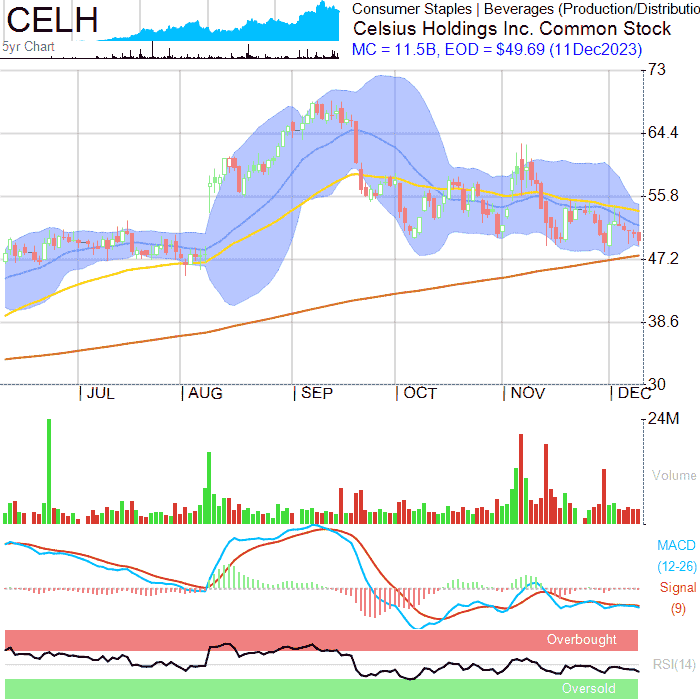 CELH
5yr Chart
Consumer Staples | Beverages (Production/Distributio
Celsius Holdings Inc. Common Stock
MC = 11.5B, EOD = $49.69 (11Dec2023)
73
64.4
55.8
47.2
38.6
30
JUL AUG SEP OCT NOV DEC
24M
Volume
MACD
(12-26)
Signal
(9)
Overbought
RSI(14)
Oversold